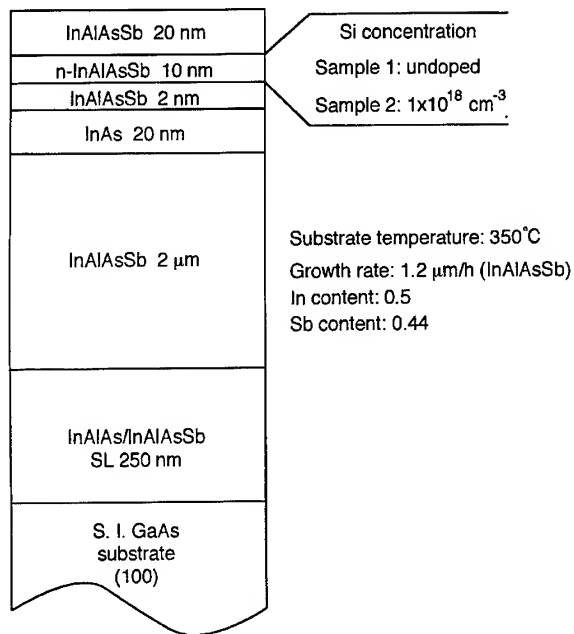 InAlAsSb 20 nm
n-InAlAsSb 10 nm
InAlAsSb 2 nm
InAs 20 nm
InAlAsSb 2 μm
InAlAs/InAlAsSb
SL 250 nm
S. I. GaAs
substrate
(100)
Si concentration
Sample 1: undoped
Sample 2: 1x10¹⁸ cm⁻³
Substrate temperature: 350°C
Growth rate: 1.2 μm/h (InAlAsSb)
In content: 0.5
Sb content: 0.44